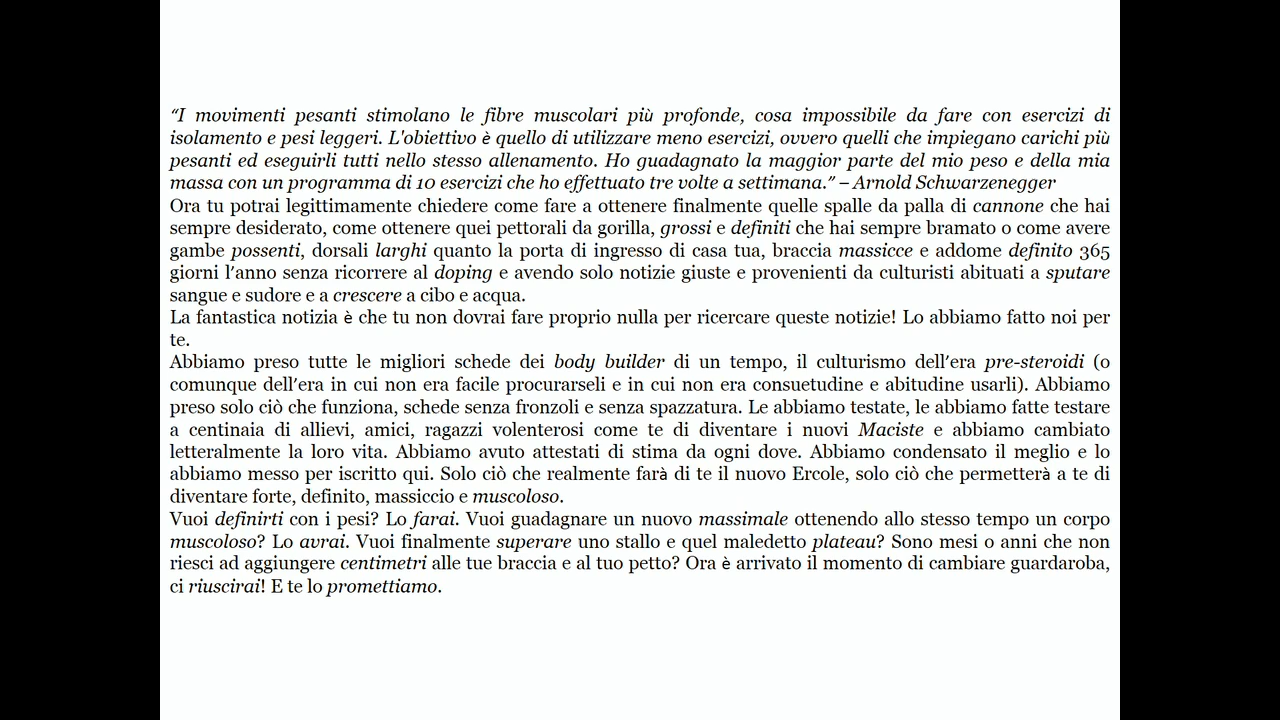 “I movimenti pesanti stimolano le fibre muscolari più profonde, cosa impossibile da fare con esercizi di
isolamento e pesi leggeri. L'obiettivo è quello di utilizzare meno esercizi, ovvero quelli che impiegano carichi più
pesanti ed eseguirli tutti nello stesso allenamento. Ho guadagnato la maggior parte del mio peso e della mia
massa con un programma di 10 esercizi che ho effettuato tre volte a settimana.” – Arnold Schwarzenegger
Ora tu potrai legittimamente chiedere come fare a ottenere finalmente quelle spalle da palla di cannone che hai
sempre desiderato, come ottenere quei pettorali da gorilla, grossi e definiti che hai sempre bramato o come avere
gambe possenti, dorsali larghi quanto la porta di ingresso di casa tua, braccia massicce e addome definito 365
giorni l'anno senza ricorrere al doping e avendo solo notizie giuste e provenienti da culturisti abituati a sputare
sangue e sudore e a crescere a cibo e acqua.
La fantastica notizia è che tu non dovrai fare proprio nulla per ricercare queste notizie! Lo abbiamo fatto noi per
te.
Abbiamo preso tutte le migliori schede dei body builder di un tempo, il culturismo dell'era pre-steroidi (o
comunque dell'era in cui non era facile procurarseli e in cui non era consuetudine e abitudine usarli). Abbiamo
preso solo ciò che funziona, schede senza fronzoli e senza spazzatura. Le abbiamo testate, le abbiamo fatte testare
a centinaia di allievi, amici, ragazzi volenterosi come te di diventare i nuovi Maciste e abbiamo cambiato
letteralmente la loro vita. Abbiamo avuto attestati di stima da ogni dove. Abbiamo condensato il meglio e lo
abbiamo messo per iscritto qui. Solo ciò che realmente farà di te il nuovo Ercole, solo ciò che permetterà a te di
diventare forte, definito, massiccio e muscoloso.
Vuoi definirti con i pesi? Lo farai. Vuoi guadagnare un nuovo massimale ottenendo allo stesso tempo un corpo
muscoloso? Lo avrai. Vuoi finalmente superare uno stallo e quel maledetto plateau? Sono mesi o anni che non
riesci ad aggiungere centimetri alle tue braccia e al tuo petto? Ora è arrivato il momento di cambiare guardaroba,
ci riuscirai! E te lo promettiamo.